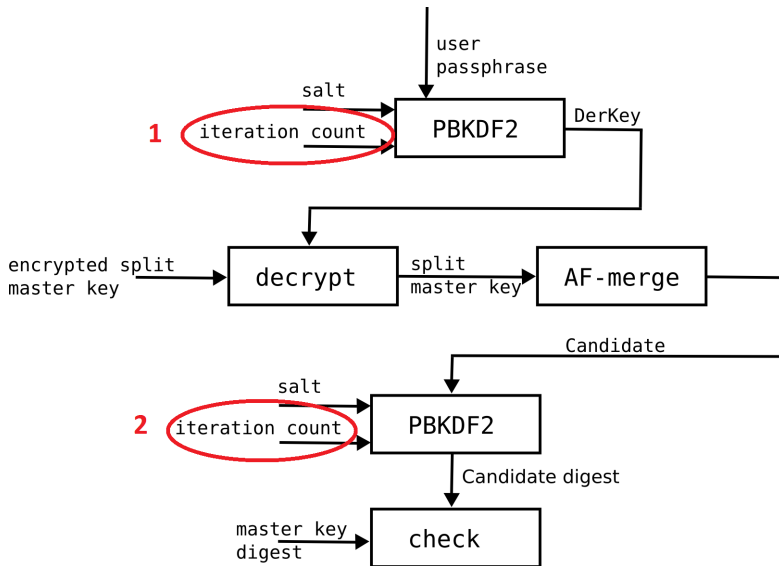 user
passphrase
salt
1
iteration count
PBKDF2
DerKey
encrypted split
master key
decrypt
split
master key
AF-merge
Candidate
salt
2
iteration count
PBKDF2
Candidate digest
master key
digest
check